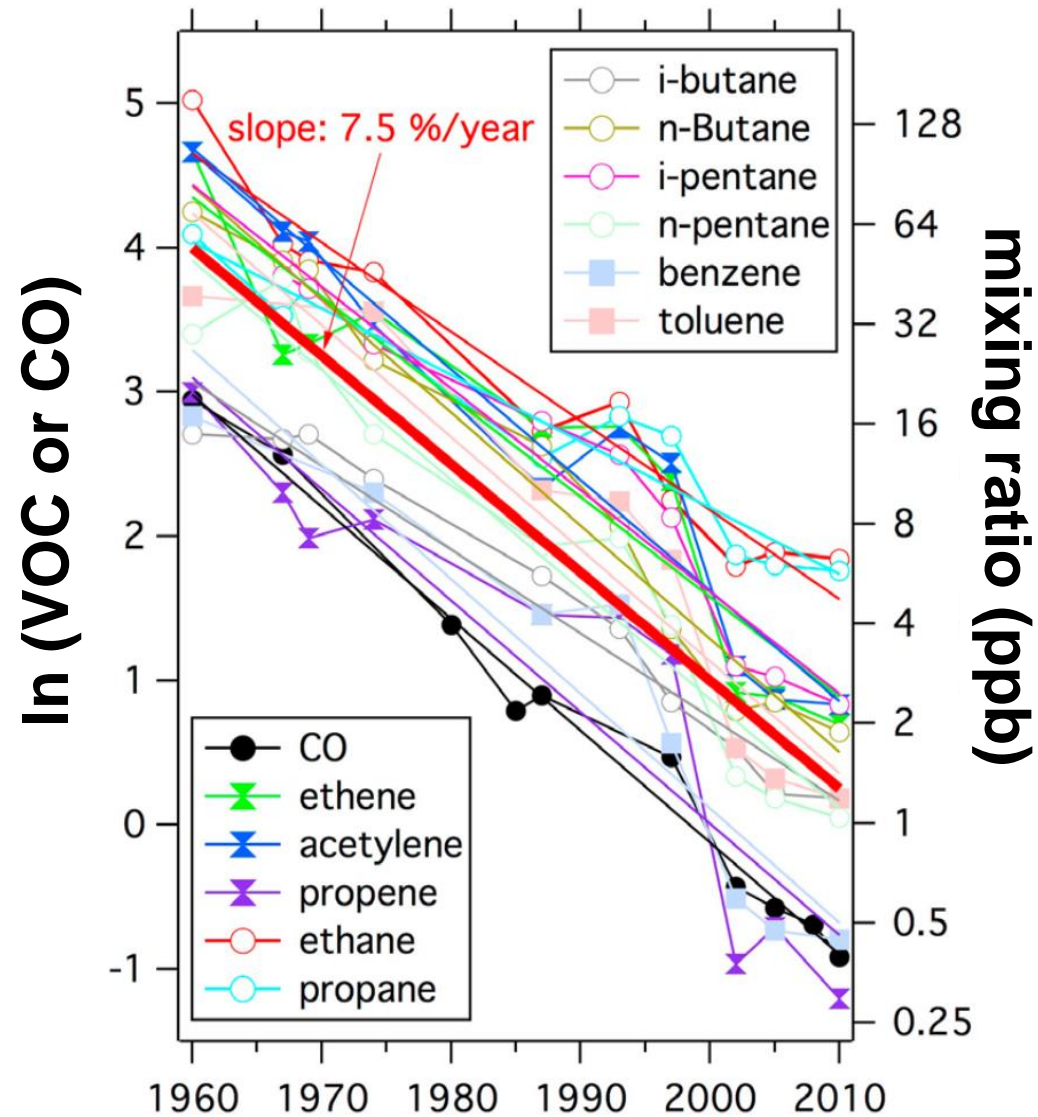 ln (VOC or CO)
5
4
3
2
1
0
-1
slope: 7.5 %/year
i-butane
n-Butane
i-pentane
n-pentane
benzene
toluene
CO
ethene
acetylene
propene
ethane
propane
128
64
32
16
8
4
2
1
0.5
0.25
mixing ratio (ppb)
1960 1970 1980 1990 2000 2010